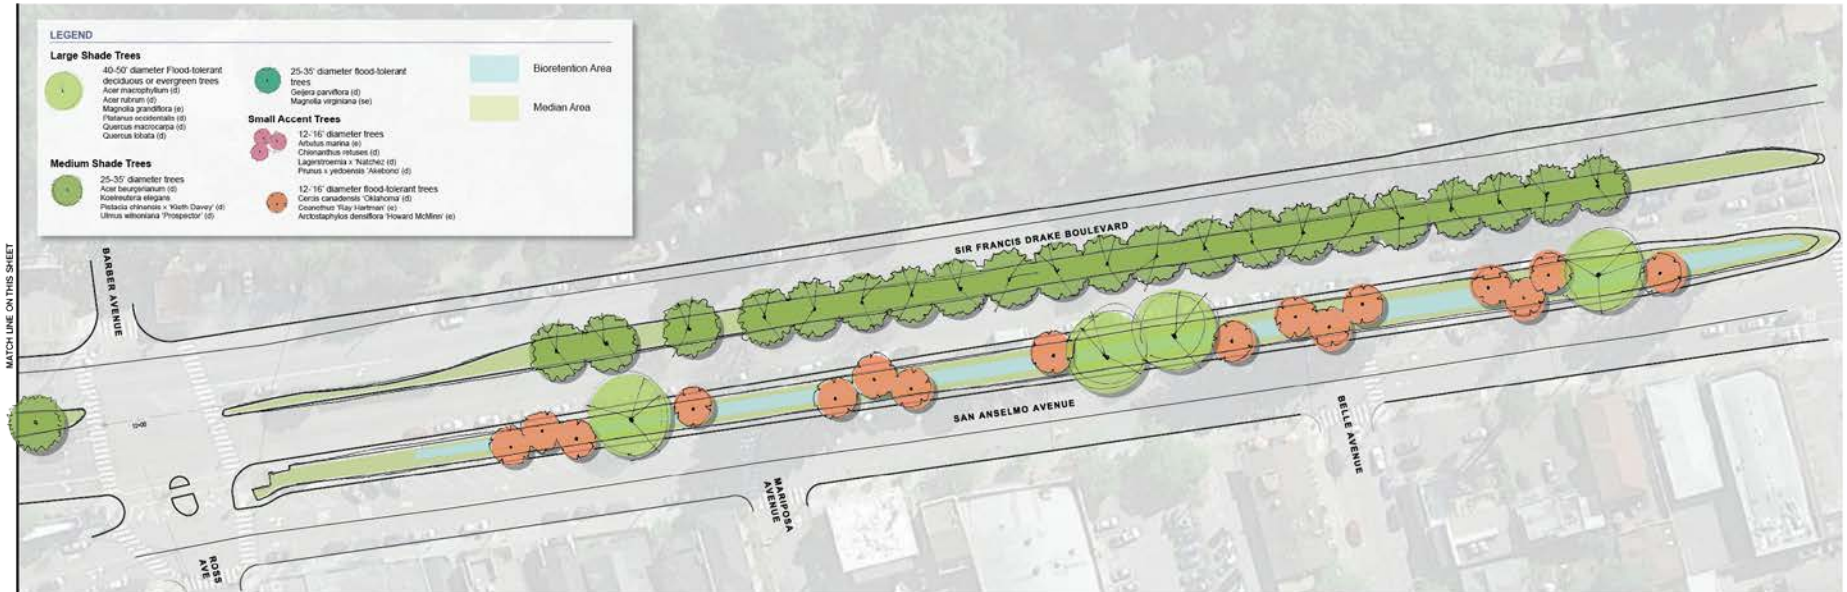 LEGEND
Large Shade Trees
40-50' diameter Flood-tolerant
deciduous or evergreen trees
Acer macrophyllum (d)
Acer rubrum (d)
Magnolia grandiflora (e)
Platanus occidentalis (d)
Quercus macrocarpa (d)
Quercus lobata (d)
Medium Shade Trees
25-35' diameter trees
Acer beurgerianum (d)
Koelreutera elegans
Pistacia chinensis x 'Kieth Davey' (d)
Ulmus wilsoniana 'Prospector' (d)
25-35' diameter flood-tolerant
trees
Geijera parviflora (d)
Magnolia virginiana (se)
Small Accent Trees
12-'16' diameter trees
Arbutus marina (e)
Chionanthus retuses (d)
Lagerstroemia x 'Natchez (d)
Prunus x yedoensis 'Akebono' (d)
12-'16' diameter flood-tolerant trees
Cercis canadensis 'Oklahoma' (d)
Ceanothus 'Ray Hartman' (e)
Arctostaphylos densiflora 'Howard McMinn' (e)
Bioretention Area
Median Area
MATCH LINE ON THIS SHEET
BARBER AVENUE
SIR FRANCIS DRAKE BOULEVARD
SAN ANSELMO AVENUE
MARIPOSA
AVENUE
BELLE AVENUE
ROSS
AVE